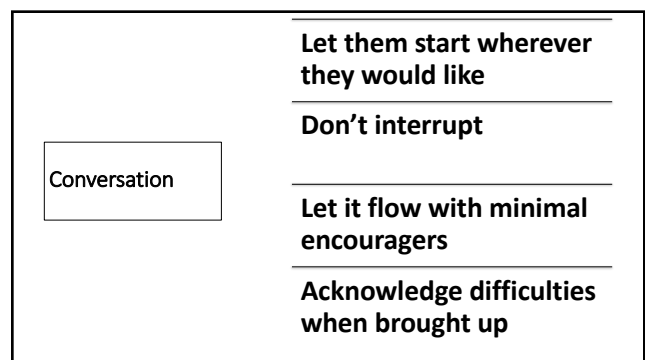 Conversation
Let them start wherever
they would like
Don’t interrupt
Let it flow with minimal
encouragers
Acknowledge difficulties
when brought up